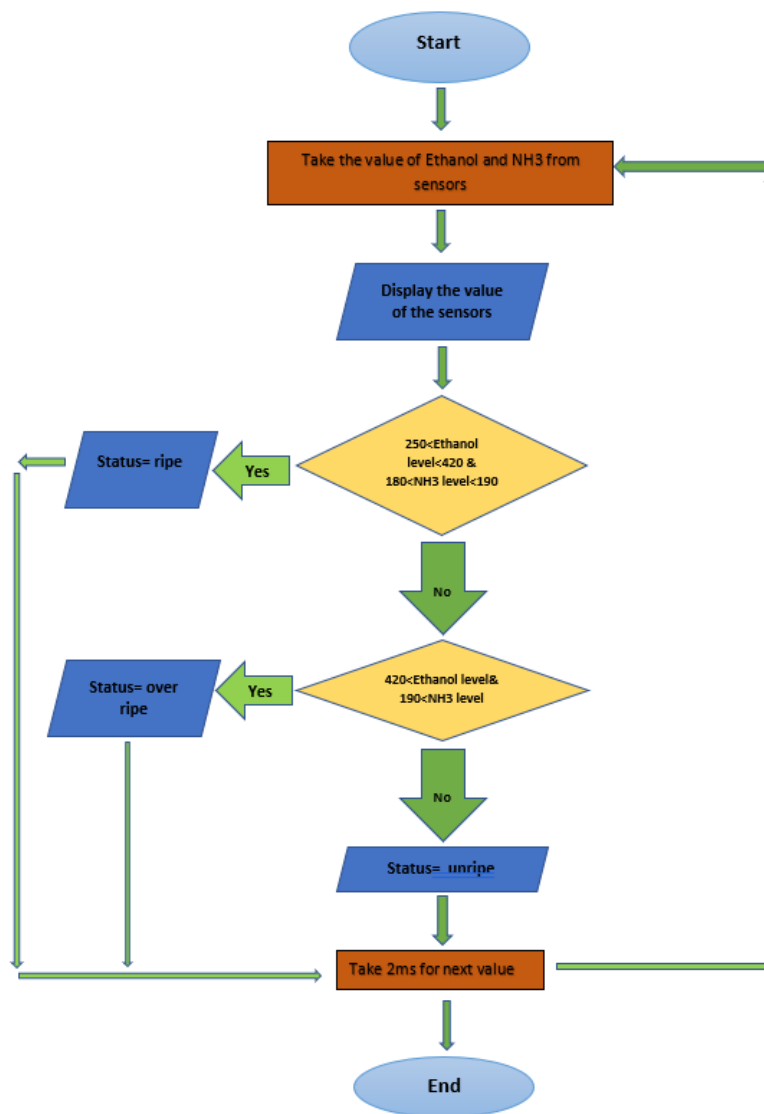 Start
Take the value of Ethanol and NH3 from
sensors
Display the value
of the sensors
250<Ethanol
level<420 &
180<NH3 level<190
Yes
Status= ripe
No
420<Ethanol level&
190<NH3 level
Yes
Status= over
ripe
No
Status=  unripe
Take 2ms for next value
End